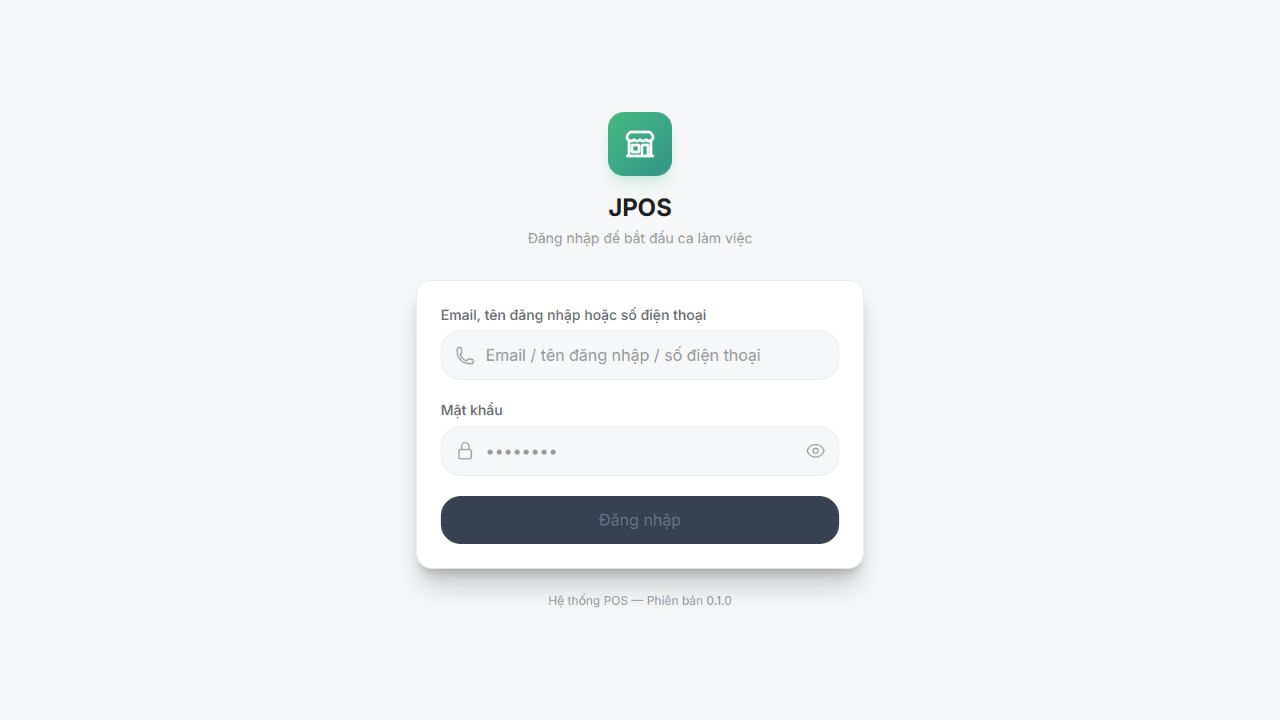 JPOS
Đăng nhập để bắt đầu ca làm việc
Email, tên đăng nhập hoặc số điện thoại
Email / tên đăng nhập / số điện thoại
Mật khẩu
••••••••
Đăng nhập
Hệ thống POS — Phiên bản 0.1.0